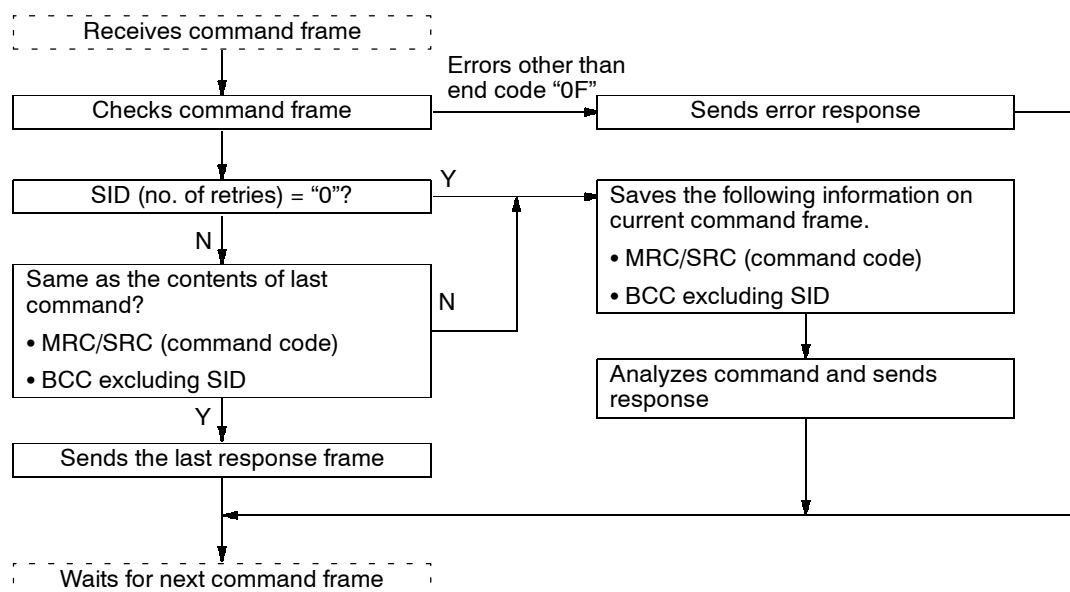 Receives command frame
Errors other than
end code “0F”
Checks command frame
Sends error response
SID (no. of retries) = “0”?
Y
Saves the following information on
current command frame.
• MRC/SRC (command code)
• BCC excluding SID
N
Same as the contents of last
command?
• MRC/SRC (command code)
• BCC excluding SID
N
Analyzes command and sends
response
Y
Sends the last response frame
Waits for next command frame